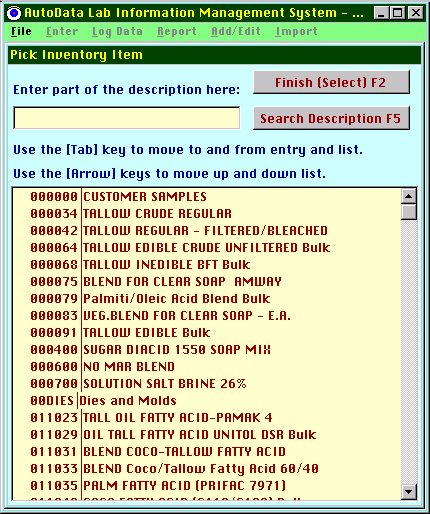 AutoData Lab Information Management System - ...
File Enter Log Data Report Add/Edit Import
Pick Inventory Item
Enter part of the description here:
Finish (Select) F2
Search Description F5
Use the [Tab] key to move to and from entry and list.
Use the [Arrow] keys to move up and down list.
000000 CUSTOMER SAMPLES
000034 TALLOW CRUDE REGULAR
000042 TALLOW REGULAR - FILTERED/BLEACHED
000064 TALLOW EDIBLE CRUDE UNFILTERED Bulk
000068 TALLOW INEDIBLE BFT Bulk
000075 BLEND FOR CLEAR SOAP AMWAY
000079 Palmiti/Oleic Acid Blend Bulk
000083 VEG.BLEND FOR CLEAR SOAP - E.A.
000091 TALLOW EDIBLE Bulk
000400 SUGAR DIACID 1550 SOAP MIX
000600 NO MAR BLEND
000700 SOLUTION SALT BRINE 26%
00DIES Dies and Molds
011023 TALL OIL FATTY ACID-PAMAK 4
011029 OIL TALL FATTY ACID UNITOL DSR Bulk
011031 BLEND COCO-TALLOW FATTY ACID
011033 BLEND Coco/Tallow Fatty Acid 60/40
011035 PALM FATTY ACID (PRIFAC 7971)